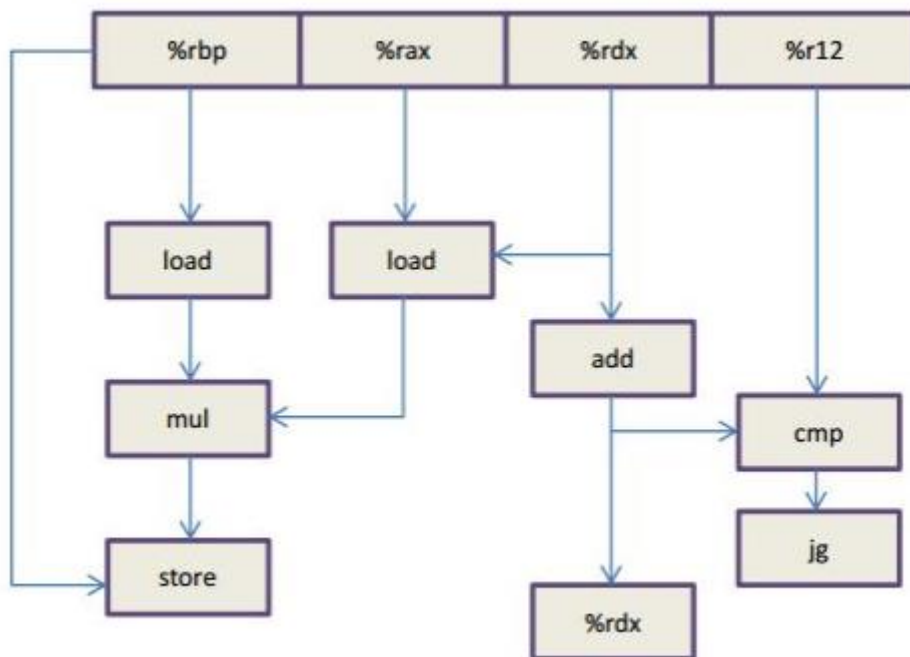 %rbp %rax %rdx %r12
load load
add
mul cmp
jg
store
%rdx